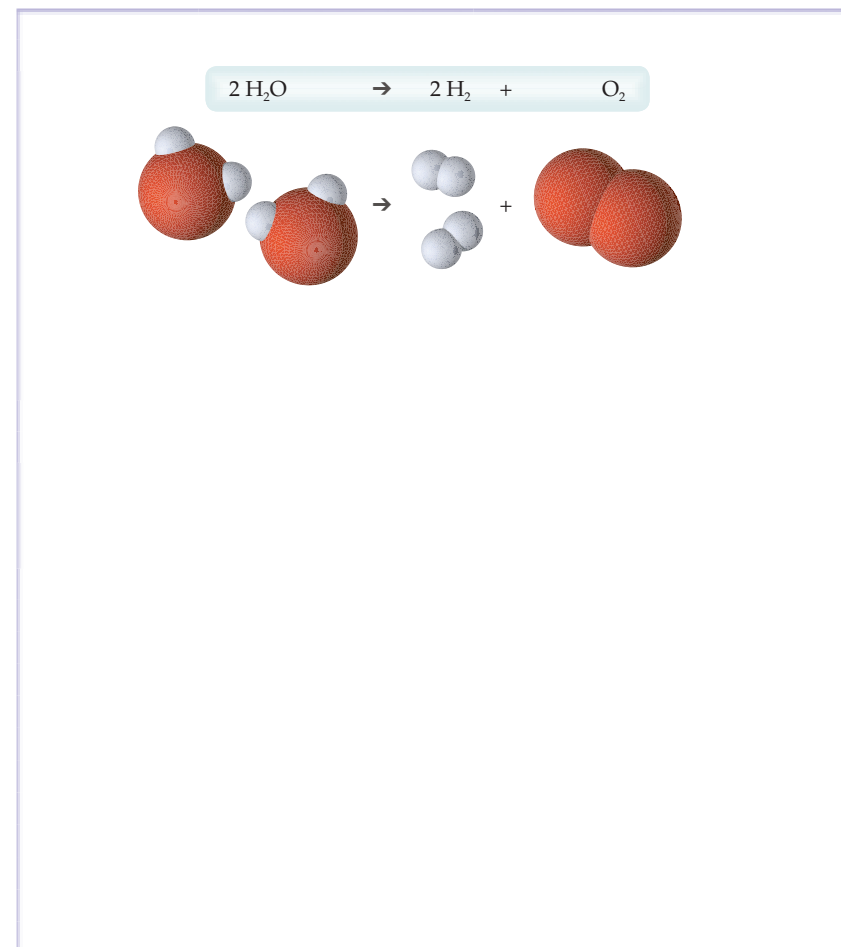 2 H₂O → 2 H₂ + O₂
→ +